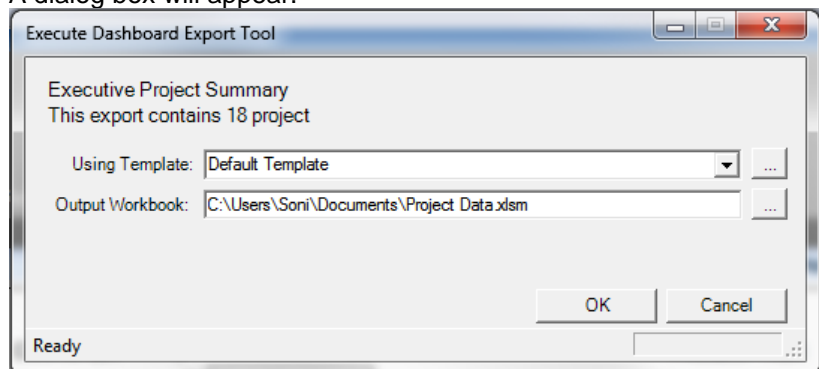 A dialog box will appear.
Execute Dashboard Export Tool
Executive Project Summary
This export contains 18 project
Using Template: Default Template ...
Output Workbook: C:\Users\Soni\Documents\Project Data.xlsm ...
OK Cancel
Ready